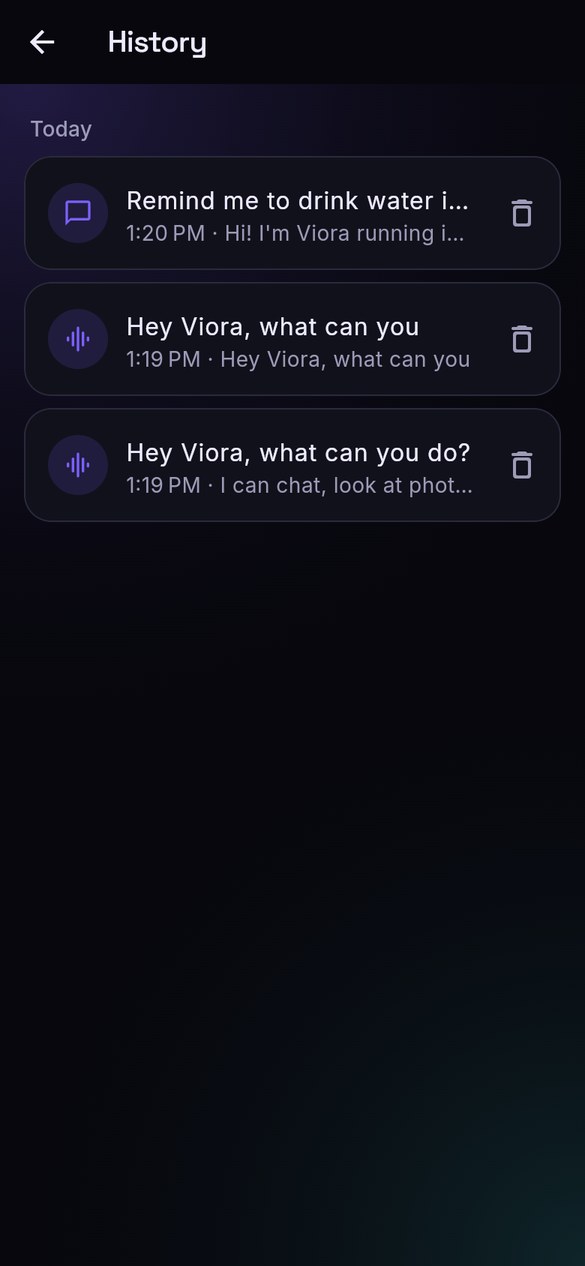 History
Today
Remind me to drink water i...
1:20 PM · Hi! I'm Viora running i...
Hey Viora, what can you
1:19 PM · Hey Viora, what can you
Hey Viora, what can you do?
1:19 PM · I can chat, look at phot...